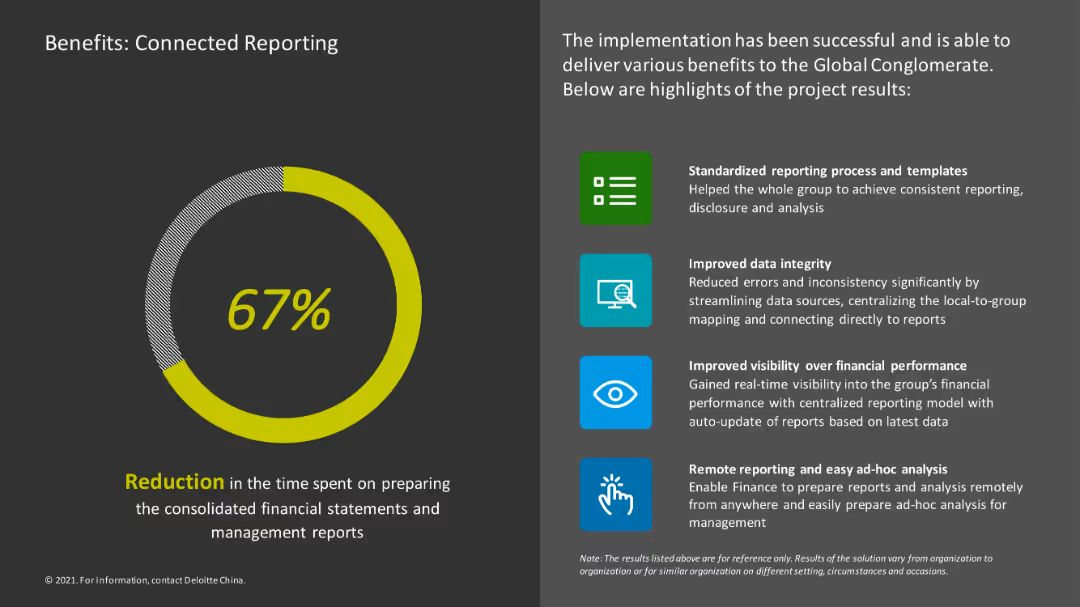 Benefits: Connected Reporting
67%
Reduction in the time spent on preparing
the consolidated financial statements and
management reports
© 2021. For information, contact Deloitte China.
The implementation has been successful and is able to
deliver various benefits to the Global Conglomerate.
Below are highlights of the project results:
Standardized reporting process and templates
Helped the whole group to achieve consistent reporting,
disclosure and analysis
Improved data integrity
Reduced errors and inconsistency significantly by
streamlining data sources, centralizing the local-to-group
mapping and connecting directly to reports
Improved visibility over financial performance
Gained real-time visibility into the group’s financial
performance with centralized reporting model with
auto-update of reports based on latest data
Remote reporting and easy ad-hoc analysis
Enable Finance to prepare reports and analysis remotely
from anywhere and easily prepare ad-hoc analysis for
management
Note: The results listed above are for reference only. Results of the solution vary from organization to
organization or for similar organization on different setting, circumstances and occasions.